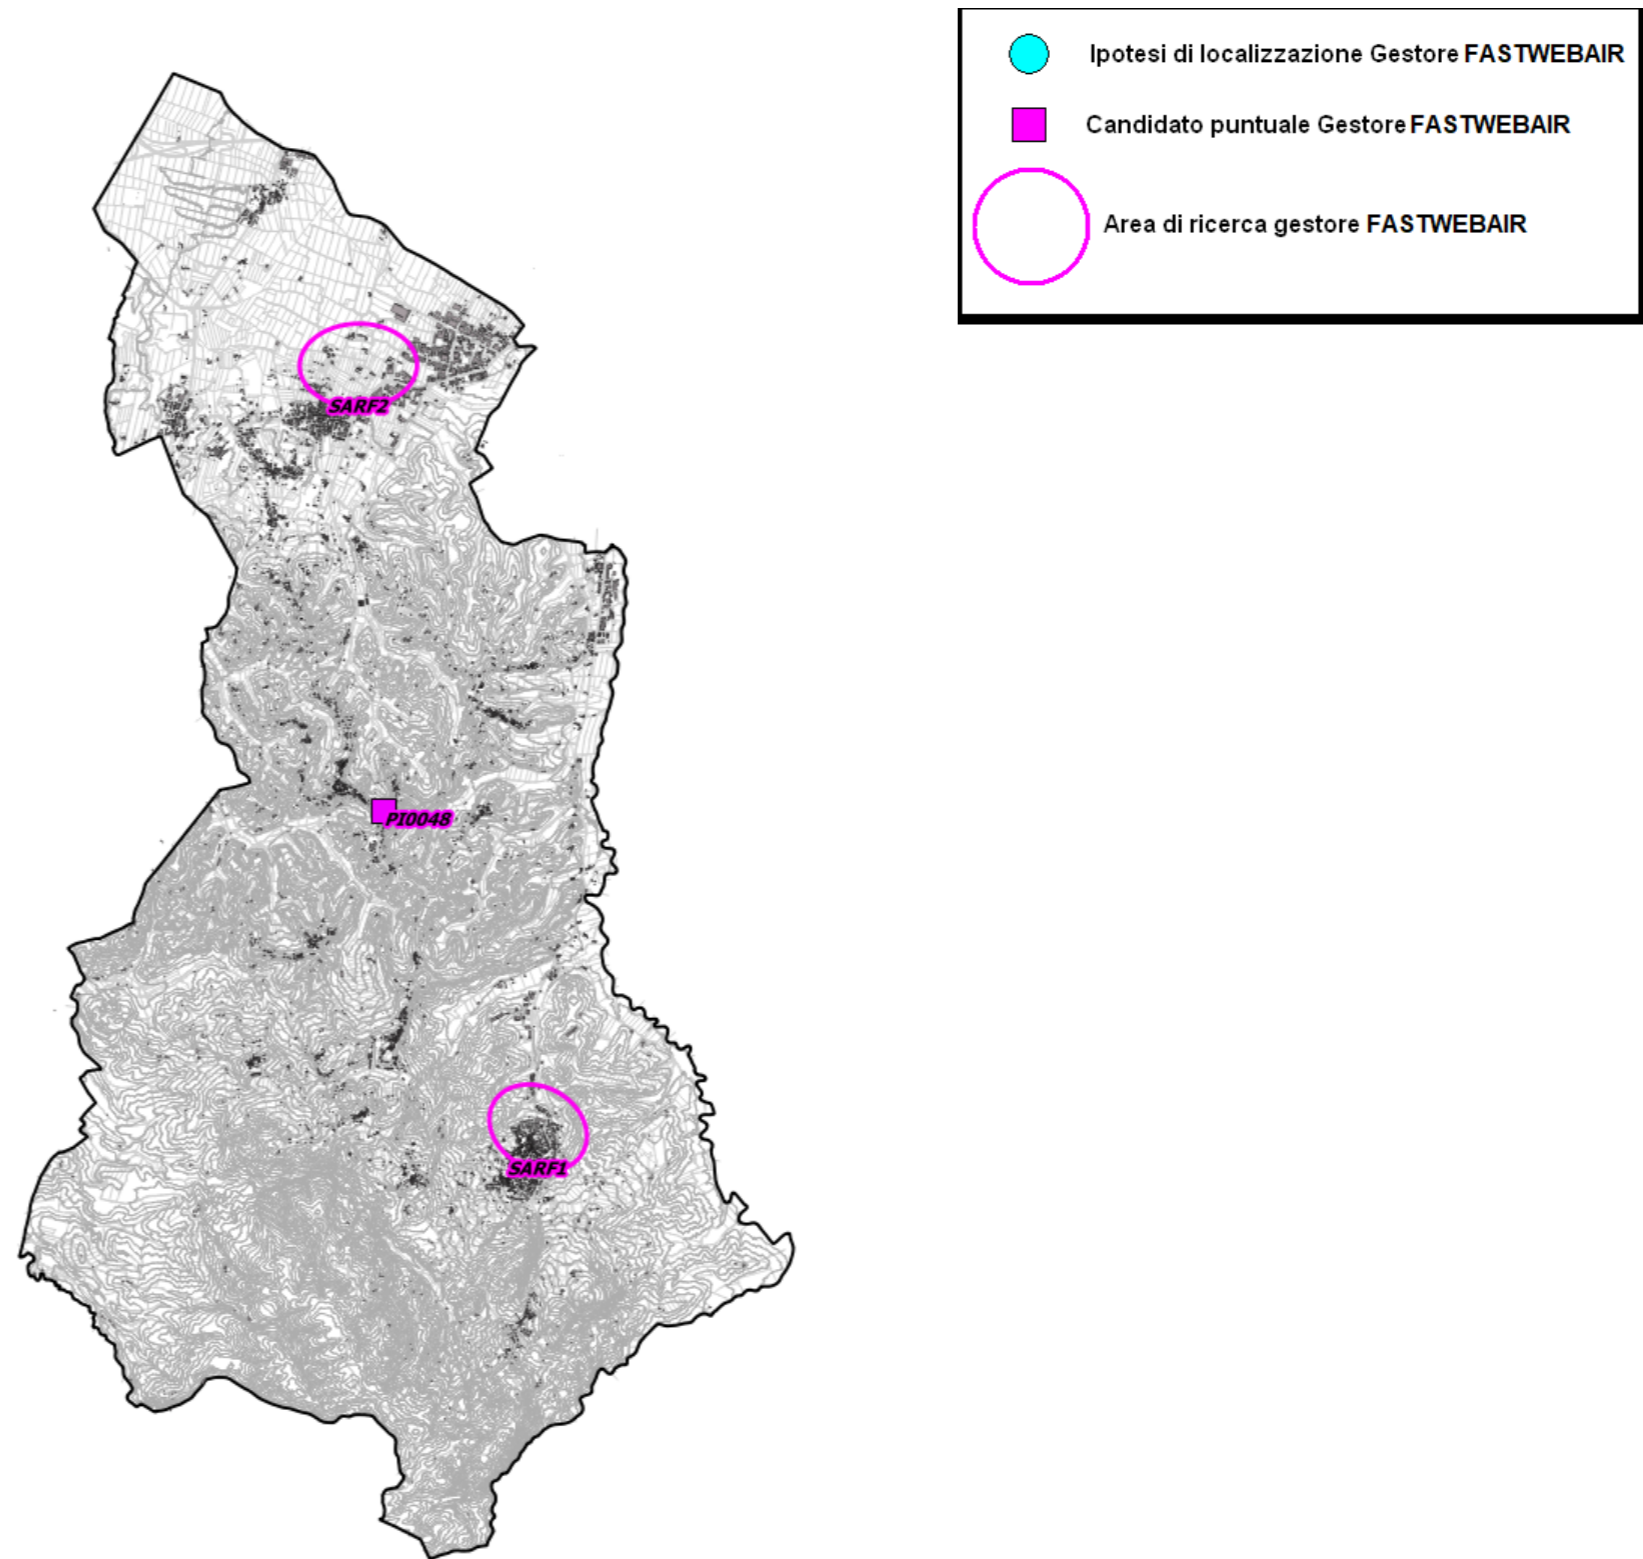 Ipotesi di localizzazione Gestore FASTWEBAIR
Candidato puntuale Gestore FASTWEBAIR
Area di ricerca gestore FASTWEBAIR
SARF2
PI0048
SARF1